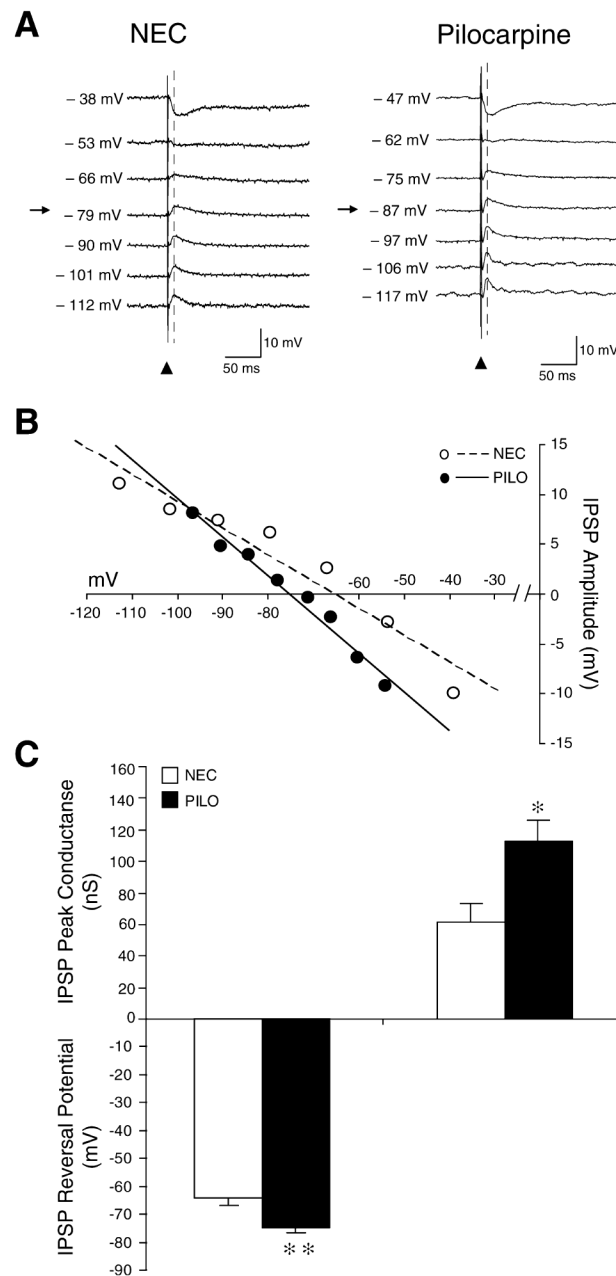 A
NEC
Pilocarpine
– 38 mV
– 53 mV
– 66 mV
– 79 mV
– 90 mV
– 101 mV
– 112 mV
10 mV
50 ms
– 47 mV
– 62 mV
– 75 mV
– 87 mV
– 97 mV
– 106 mV
– 117 mV
10 mV
50 ms
B
NEC
PILO
15
10
5
0
-5
-10
-15
IPSP Amplitude (mV)
mV
-120
-110
-100
-90
-80
-60
-50
-40
-30
C
NEC
PILO
160
140
120
100
80
60
40
20
0
-10
-20
-30
-40
-50
-60
-70
-80
-90
IPSP Peak Conductanse
(nS)
IPSP Reversal Potential
(mV)
*
* *